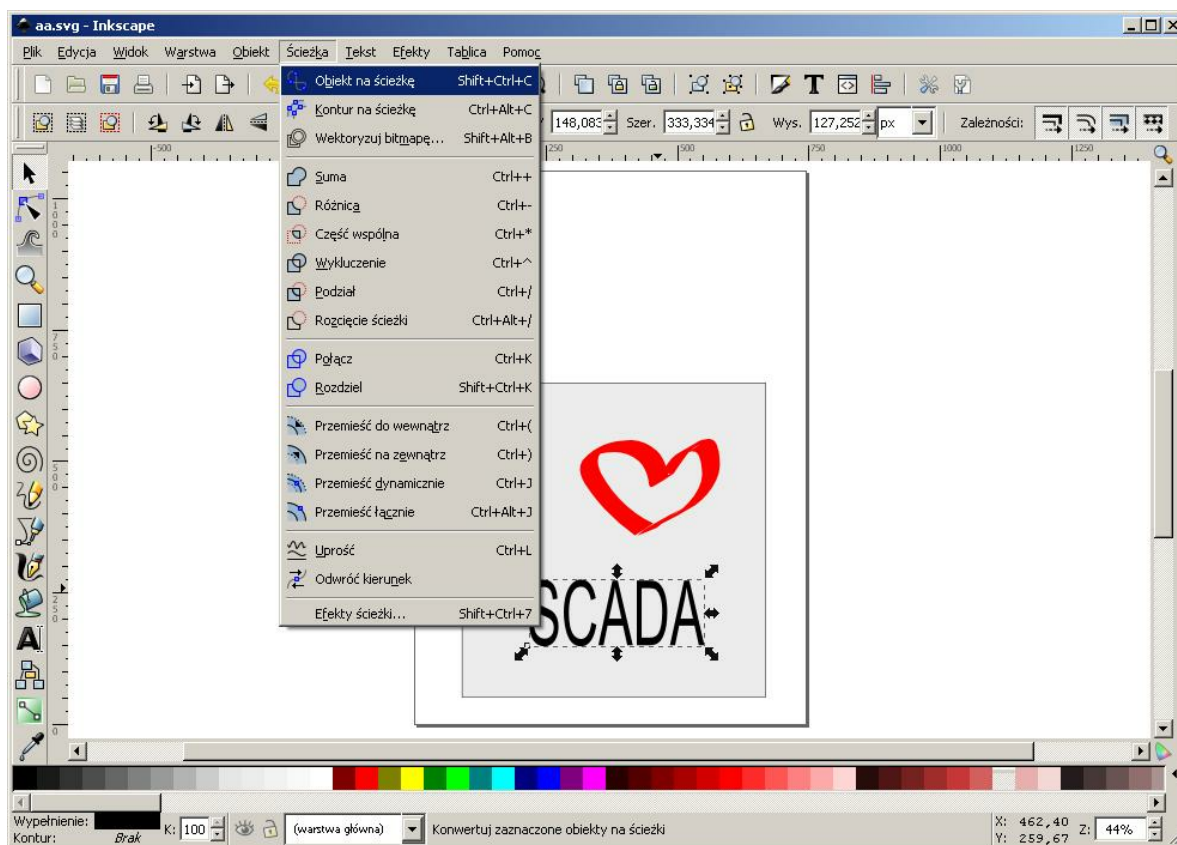 aa.svg - Inkscape
Plik Edycja Widok Warstwa Obiekt Ścieżka Tekst Efekty Tablica Pomoc
148,083 Szer. 333,334 Wys. 127,252 px Zależności:
-500 250 500 750 1000 1250
Obiekt na ścieżkę Shift+Ctrl+C
Kontur na ścieżkę Ctrl+Alt+C
Wektoryzuj bitmapę... Shift+Alt+B
Suma Ctrl++
Różnica Ctrl+-
Część wspólna Ctrl+*
Wykluczenie Ctrl+^
Podział Ctrl+/
Rozcięcie ścieżki Ctrl+Alt+/
Połącz Ctrl+K
Rozdziel Shift+Ctrl+K
Przemieść do wewnątrz Ctrl+(
Przemieść na zewnątrz Ctrl+)
Przemieść dynamicznie Ctrl+J
Przemieść łącznie Ctrl+Alt+J
Uprość Ctrl+L
Odwróć kierunek
Efekty ścieżki... Shift+Ctrl+7
SCADA
Wypełnienie:
Kontur: Brak
K: 100 (warstwa główna) Konwertuj zaznaczone obiekty na ścieżki
X: 462,40
Y: 259,67
Z: 44%